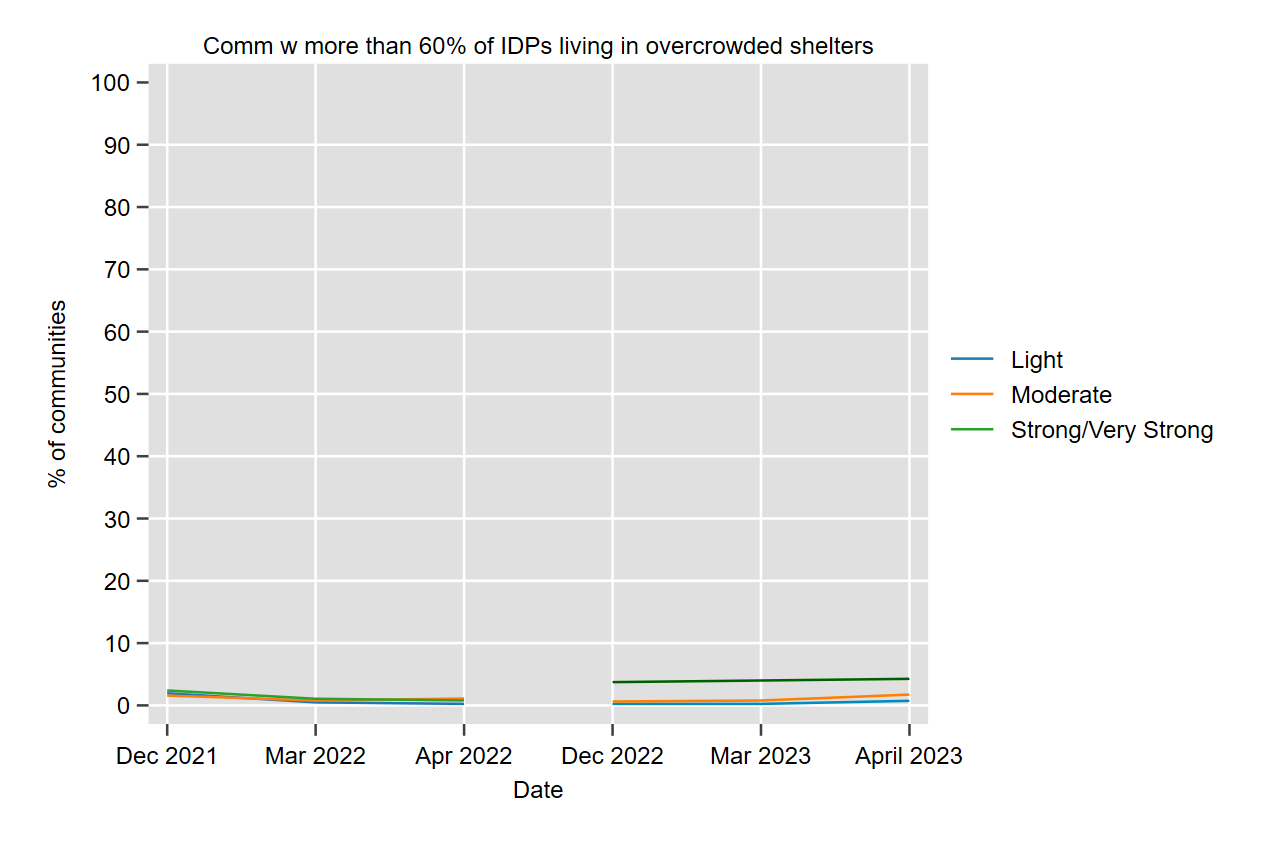 Comm w more than 60% of IDPs living in overcrowded shelters
100
90
80
70
60
50
40
30
20
10
0
% of communities
Dec 2021 Mar 2022 Apr 2022 Dec 2022 Mar 2023 April 2023
Date
Light
Moderate
Strong/Very Strong